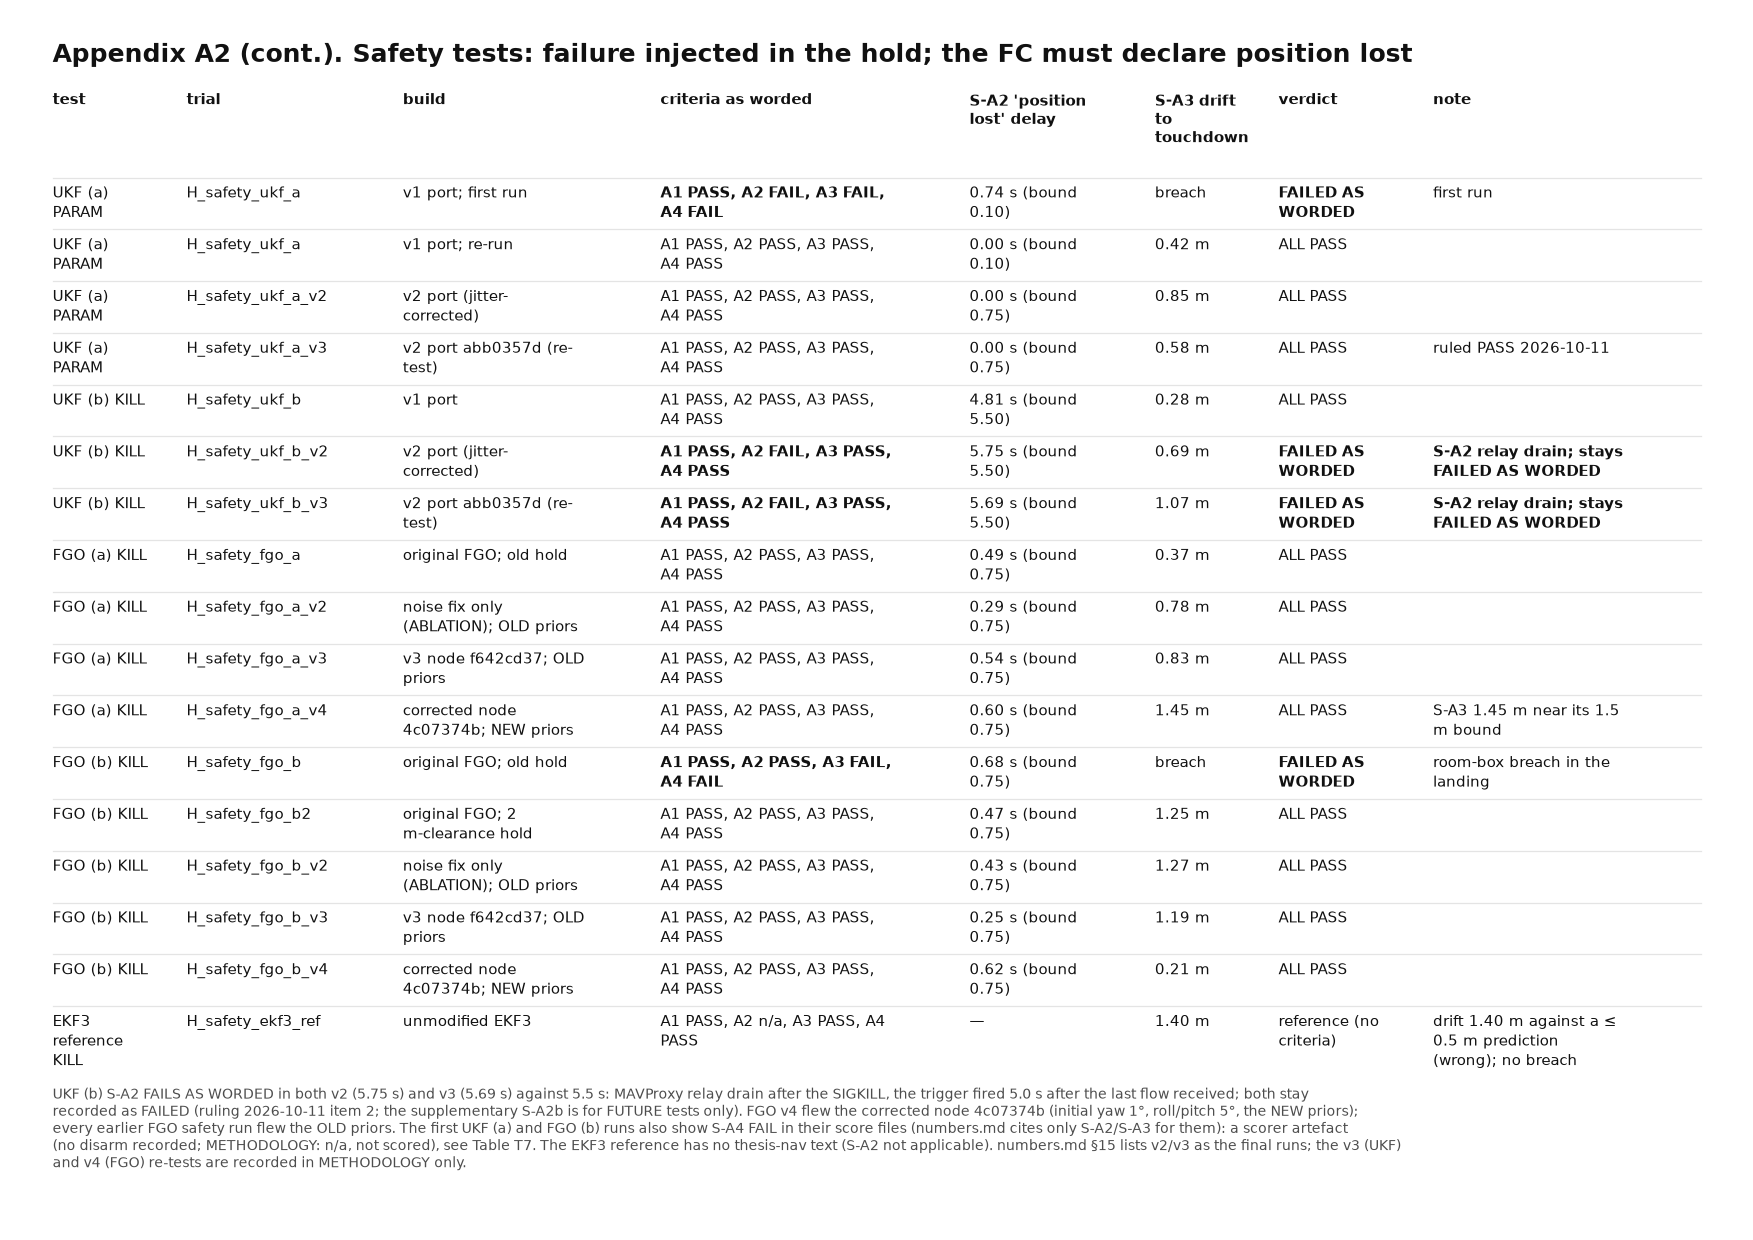 Appendix A2 (cont.). Safety tests: failure injected in the hold; the FC must declare position lost
test trial build criteria as worded S-A2 'position lost' delay S-A3 drift to touchdown verdict note
UKF (a) PARAM H_safety_ukf_a v1 port; first run A1 PASS, A2 FAIL, A3 FAIL, A4 FAIL 0.74 s (bound 0.10) breach FAILED AS WORDED first run
UKF (a) PARAM H_safety_ukf_a v1 port; re-run A1 PASS, A2 PASS, A3 PASS, A4 PASS 0.00 s (bound 0.10) 0.42 m ALL PASS
UKF (a) PARAM H_safety_ukf_a_v2 v2 port (jitter-corrected) A1 PASS, A2 PASS, A3 PASS, A4 PASS 0.00 s (bound 0.75) 0.85 m ALL PASS
UKF (a) PARAM H_safety_ukf_a_v3 v2 port abb0357d (re-test) A1 PASS, A2 PASS, A3 PASS, A4 PASS 0.00 s (bound 0.75) 0.58 m ALL PASS ruled PASS 2026-10-11
UKF (b) KILL H_safety_ukf_b v1 port A1 PASS, A2 PASS, A3 PASS, A4 PASS 4.81 s (bound 5.50) 0.28 m ALL PASS
UKF (b) KILL H_safety_ukf_b_v2 v2 port (jitter-corrected) A1 PASS, A2 FAIL, A3 PASS, A4 PASS 5.75 s (bound 5.50) 0.69 m FAILED AS WORDED S-A2 relay drain; stays FAILED AS WORDED
UKF (b) KILL H_safety_ukf_b_v3 v2 port abb0357d (re-test) A1 PASS, A2 FAIL, A3 PASS, A4 PASS 5.69 s (bound 5.50) 1.07 m FAILED AS WORDED S-A2 relay drain; stays FAILED AS WORDED
FGO (a) KILL H_safety_fgo_a original FGO; old hold A1 PASS, A2 PASS, A3 PASS, A4 PASS 0.49 s (bound 0.75) 0.37 m ALL PASS
FGO (a) KILL H_safety_fgo_a_v2 noise fix only (ABLATION); OLD priors A1 PASS, A2 PASS, A3 PASS, A4 PASS 0.29 s (bound 0.75) 0.78 m ALL PASS
FGO (a) KILL H_safety_fgo_a_v3 v3 node f642cd37; OLD priors A1 PASS, A2 PASS, A3 PASS, A4 PASS 0.54 s (bound 0.75) 0.83 m ALL PASS
FGO (a) KILL H_safety_fgo_a_v4 corrected node 4c07374b; NEW priors A1 PASS, A2 PASS, A3 PASS, A4 PASS 0.60 s (bound 0.75) 1.45 m ALL PASS S-A3 1.45 m near its 1.5 m bound
FGO (b) KILL H_safety_fgo_b original FGO; old hold A1 PASS, A2 PASS, A3 FAIL, A4 FAIL 0.68 s (bound 0.75) breach FAILED AS WORDED room-box breach in the landing
FGO (b) KILL H_safety_fgo_b2 original FGO; 2 m-clearance hold A1 PASS, A2 PASS, A3 PASS, A4 PASS 0.47 s (bound 0.75) 1.25 m ALL PASS
FGO (b) KILL H_safety_fgo_b_v2 noise fix only (ABLATION); OLD priors A1 PASS, A2 PASS, A3 PASS, A4 PASS 0.43 s (bound 0.75) 1.27 m ALL PASS
FGO (b) KILL H_safety_fgo_b_v3 v3 node f642cd37; OLD priors A1 PASS, A2 PASS, A3 PASS, A4 PASS 0.25 s (bound 0.75) 1.19 m ALL PASS
FGO (b) KILL H_safety_fgo_b_v4 corrected node 4c07374b; NEW priors A1 PASS, A2 PASS, A3 PASS, A4 PASS 0.62 s (bound 0.75) 0.21 m ALL PASS
EKF3 reference KILL H_safety_ekf3_ref unmodified EKF3 A1 PASS, A2 n/a, A3 PASS, A4 PASS — 1.40 m reference (no criteria) drift 1.40 m against a ≤ 0.5 m prediction (wrong); no breach
UKF (b) S-A2 FAILS AS WORDED in both v2 (5.75 s) and v3 (5.69 s) against 5.5 s: MAVProxy relay drain after the SIGKILL, the trigger fired 5.0 s after the last flow received; both stay
recorded as FAILED (ruling 2026-10-11 item 2; the supplementary S-A2b is for FUTURE tests only). FGO v4 flew the corrected node 4c07374b (initial yaw 1°, roll/pitch 5°, the NEW priors);
every earlier FGO safety run flew the OLD priors. The first UKF (a) and FGO (b) runs also show S-A4 FAIL in their score files (numbers.md cites only S-A2/S-A3 for them): a scorer artefact
(no disarm recorded; METHODOLOGY: n/a, not scored), see Table T7. The EKF3 reference has no thesis-nav text (S-A2 not applicable). numbers.md §15 lists v2/v3 as the final runs; the v3 (UKF)
and v4 (FGO) re-tests are recorded in METHODOLOGY only.